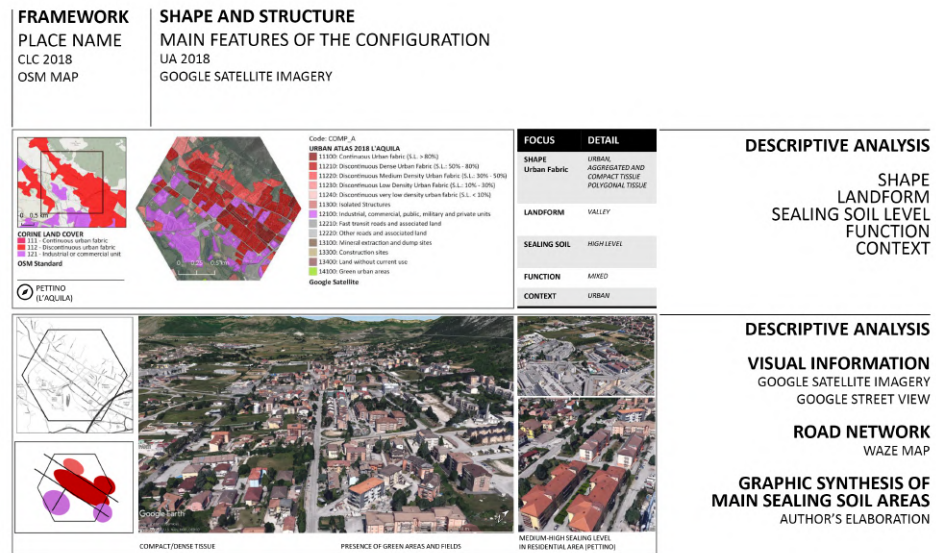 FRAMEWORK
PLACE NAME
CLC 2018
OSM MAP
SHAPE AND STRUCTURE
MAIN FEATURES OF THE CONFIGURATION
UA 2018
GOOGLE SATELLITE IMAGERY
0 0.5 km
CORINE LAND COVER
111 - Continuous urban fabric
112 - Discontinuous urban fabric
121 - Industrial or commercial unit
OSM Standard
PETTINO
(L'AQUILA)
0 0.25 0.5 km
Code: COMP_A
URBAN ATLAS 2018 L'AQUILA
11100: Continuous Urban fabric (S.L. > 80%)
11210: Discontinuous Dense Urban Fabric (S.L.: 50% - 80%)
11220: Discontinuous Medium Density Urban Fabric (S.L.: 30% - 50%)
11230: Discontinuous Low Density Urban Fabric (S.L.: 10% - 30%)
11240: Discontinuous very low density urban fabric (S.L. < 10%)
11300: Isolated Structures
12100: Industrial, commercial, public, military and private units
12210: Fast transit roads and associated land
12220: Other roads and associated land
13100: Mineral extraction and dump sites
13300: Construction sites
13400: Land without current use
14100: Green urban areas
Google Satellite
FOCUS DETAIL
SHAPE
Urban Fabric
URBAN,
AGGREGATED AND
COMPACT TISSUE
POLYGONAL TISSUE
LANDFORM VALLEY
SEALING SOIL HIGH LEVEL
FUNCTION MIXED
CONTEXT URBAN
DESCRIPTIVE ANALYSIS
SHAPE
LANDFORM
SEALING SOIL LEVEL
FUNCTION
CONTEXT
Google Earth
COMPACT/DENSE TISSUE
PRESENCE OF GREEN AREAS AND FIELDS
MEDIUM-HIGH SEALING LEVEL
IN RESIDENTIAL AREA (PETTINO)
DESCRIPTIVE ANALYSIS
VISUAL INFORMATION
GOOGLE SATELLITE IMAGERY
GOOGLE STREET VIEW
ROAD NETWORK
WAZE MAP
GRAPHIC SYNTHESIS OF
MAIN SEALING SOIL AREAS
AUTHOR'S ELABORATION